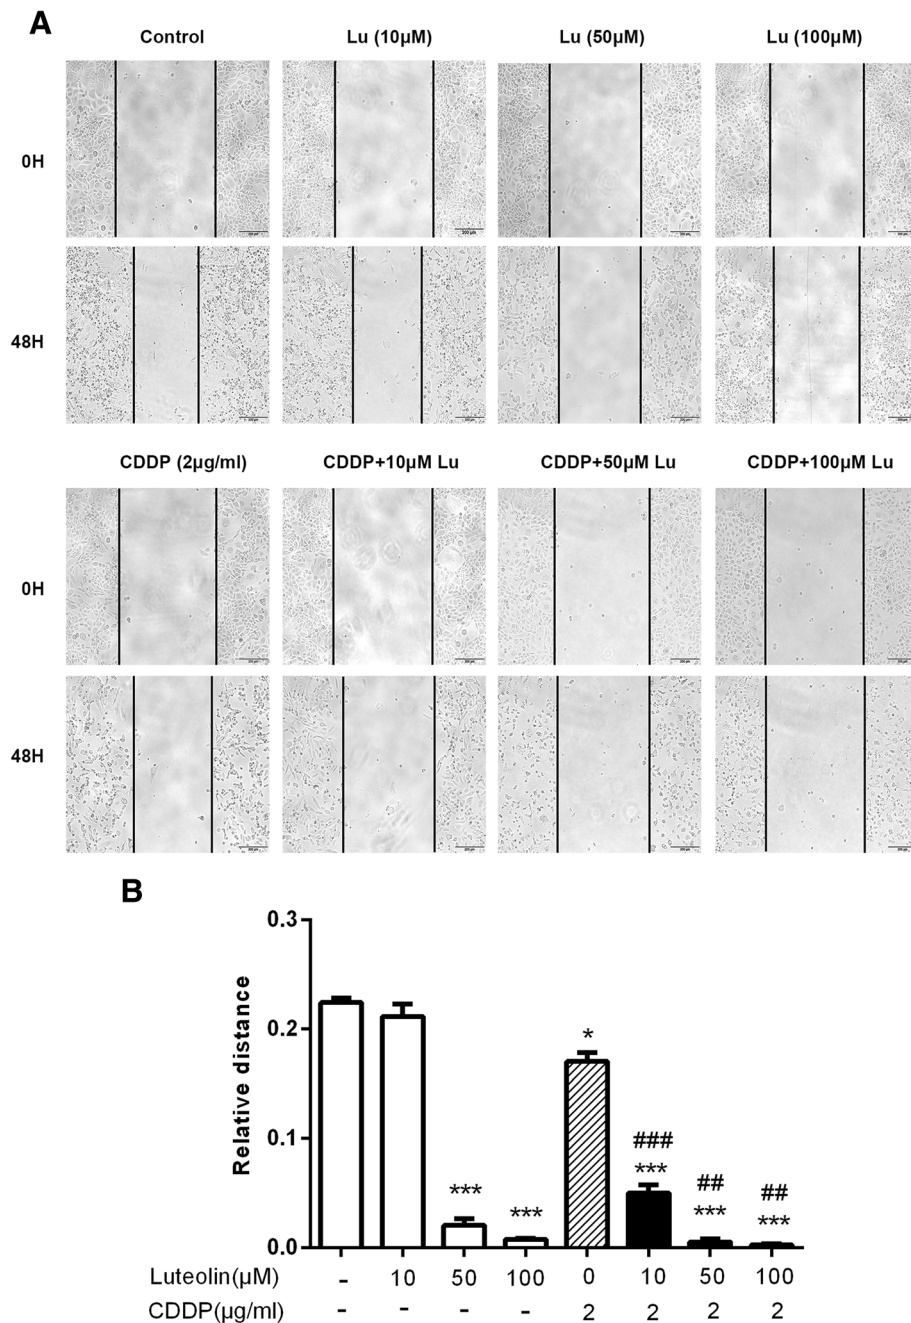 A
Control Lu (10μM) Lu (50μM) Lu (100μM)
0H
48H
CDDP (2μg/ml) CDDP+10μM Lu CDDP+50μM Lu CDDP+100μM Lu
0H
48H
B
Relative distance
0.3
0.2
0.1
0.0
*
###
***
##
***
##
***
***
***
Luteolin(μM) - 10 50 100 0 10 50 100
CDDP(μg/ml) - - - - 2 2 2 2